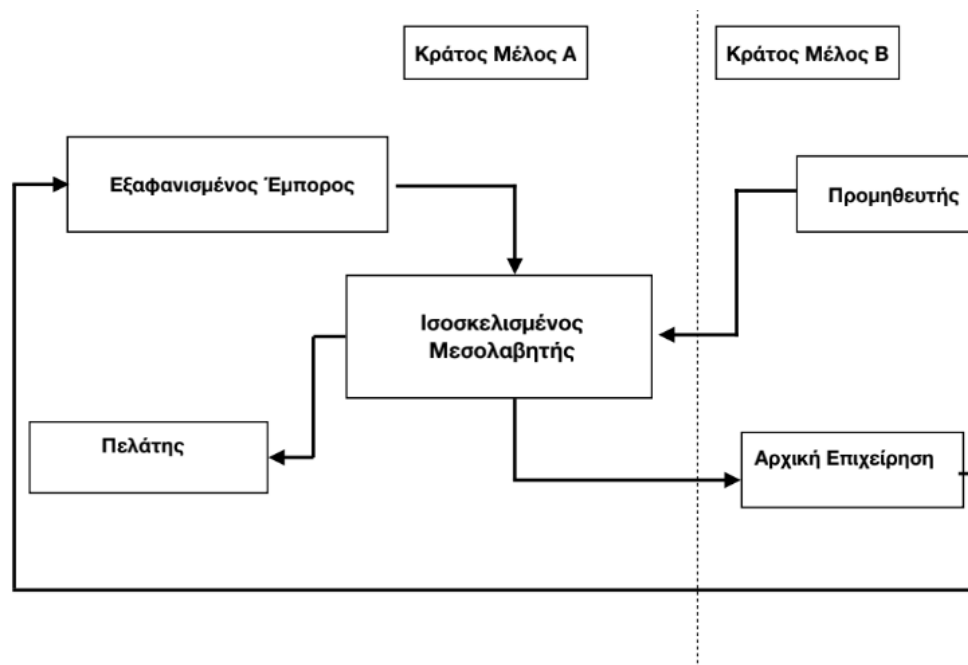 Κράτος Μέλος Α
Κράτος Μέλος Β
Εξαφανισμένος Έμπορος
Προμηθευτής
Ισοσκελισμένος
Μεσολαβητής
Πελάτης
Αρχική Επιχείρηση